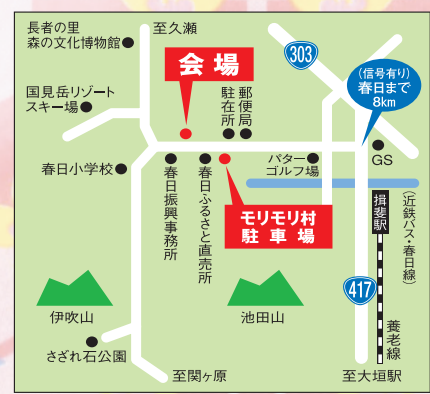 長者の里
森の文化博物館
至久瀬
会場
303
(信号有り)
春日まで
8km
国見岳リゾート
スキー場
駐在所
郵便局
春日小学校
春日振興事務所
春日ふるさと直売所
モリモリ村
駐車場
パター
ゴルフ場
GS
揖斐駅
(近鉄バス・春日線)
417
養老線
伊吹山
池田山
さざれ石公園
至関ヶ原
至大垣駅